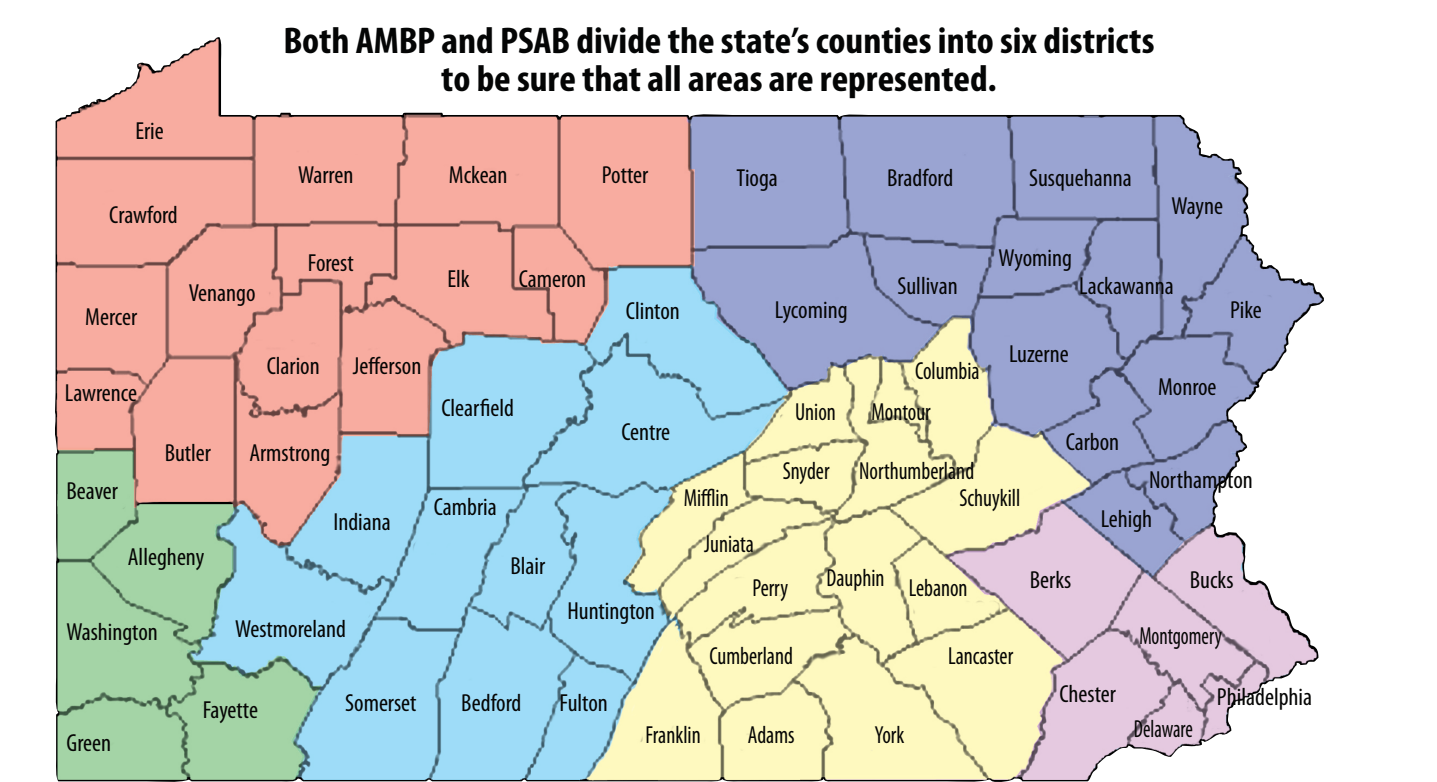 Both AMBP and PSAB divide the state’s counties into six districts
to be sure that all areas are represented.
Erie
Warren
Mckean
Potter
Tioga
Bradford
Susquehanna
Wayne
Crawford
Forest
Elk
Cameron
Venango
Mercer
Clinton
Lycoming
Sullivan
Wyoming
Lackawanna
Pike
Lawrence
Clarion
Jefferson
Clearfield
Centre
Columbia
Luzerne
Monroe
Union
Montour
Carbon
Butler
Armstrong
Snyder
Northumberland
Schuykill
Northampton
Beaver
Indiana
Cambria
Mifflin
Lehigh
Allegheny
Blair
Juniata
Perry
Dauphin
Lebanon
Berks
Bucks
Washington
Westmoreland
Huntington
Cumberland
Lancaster
Montgomery
Fayette
Somerset
Bedford
Fulton
Chester
Philadelphia
Green
Franklin
Adams
York
Delaware